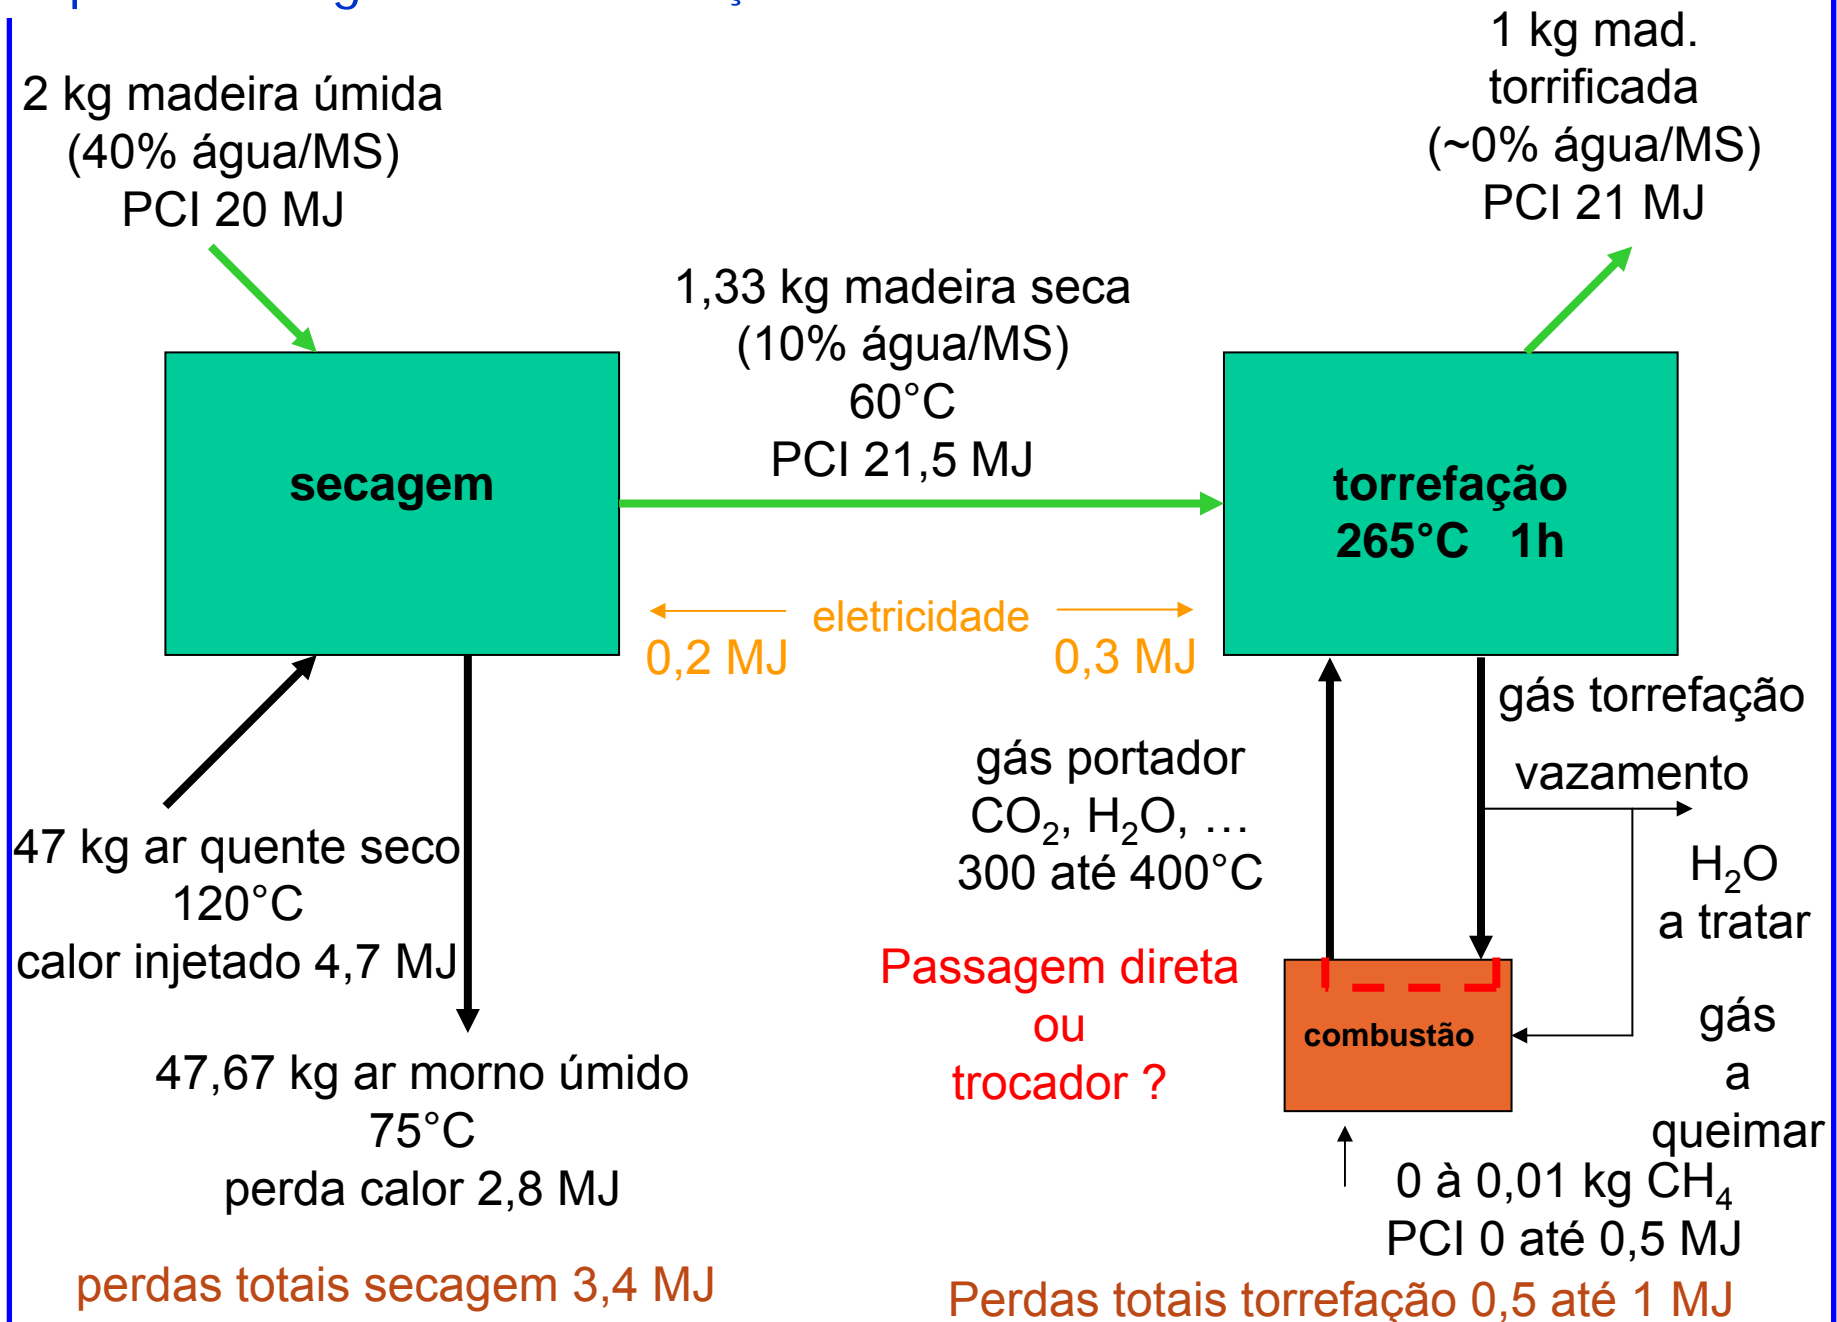 1 kg mad.
torrificada
(~0% água/MS)
PCI 21 MJ
2 kg madeira úmida
(40% água/MS)
PCI 20 MJ
1,33 kg madeira seca
(10% água/MS)
60°C
PCI 21,5 MJ
secagem
torrefação
265°C 1h
eletricidade
0,2 MJ
0,3 MJ
gás torrefação
vazamento
gás portador
CO₂, H₂O, …
300 até 400°C
H₂O
a tratar
47 kg ar quente seco
120°C
calor injetado 4,7 MJ
Passagem direta
ou
trocador ?
combustão
gás
a
queimar
47,67 kg ar morno úmido
75°C
perda calor 2,8 MJ
0 à 0,01 kg CH₄
PCI 0 até 0,5 MJ
perdas totais secagem 3,4 MJ
Perdas totais torrefação 0,5 até 1 MJ